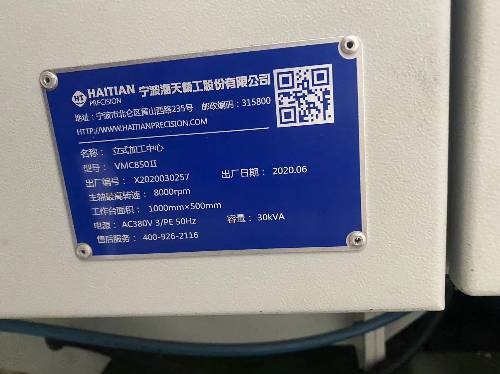 HT HAITIAN PRECISION 宁波海天精工股份有限公司
地址：宁波市北仑区黄山西路235号 邮政编码：315800
HTTP://WWW.HAITIANPRECISION.COM
名称： 立式加工中心
型号： VMC850II
出厂编号： X2020030257 出厂日期： 2020.06
主轴最高转速： 8000rpm
工作台面积： 1000mm×500mm
电源： AC380V 3/PE 50Hz 容量： 30kVA
售后服务： 400-926-2116